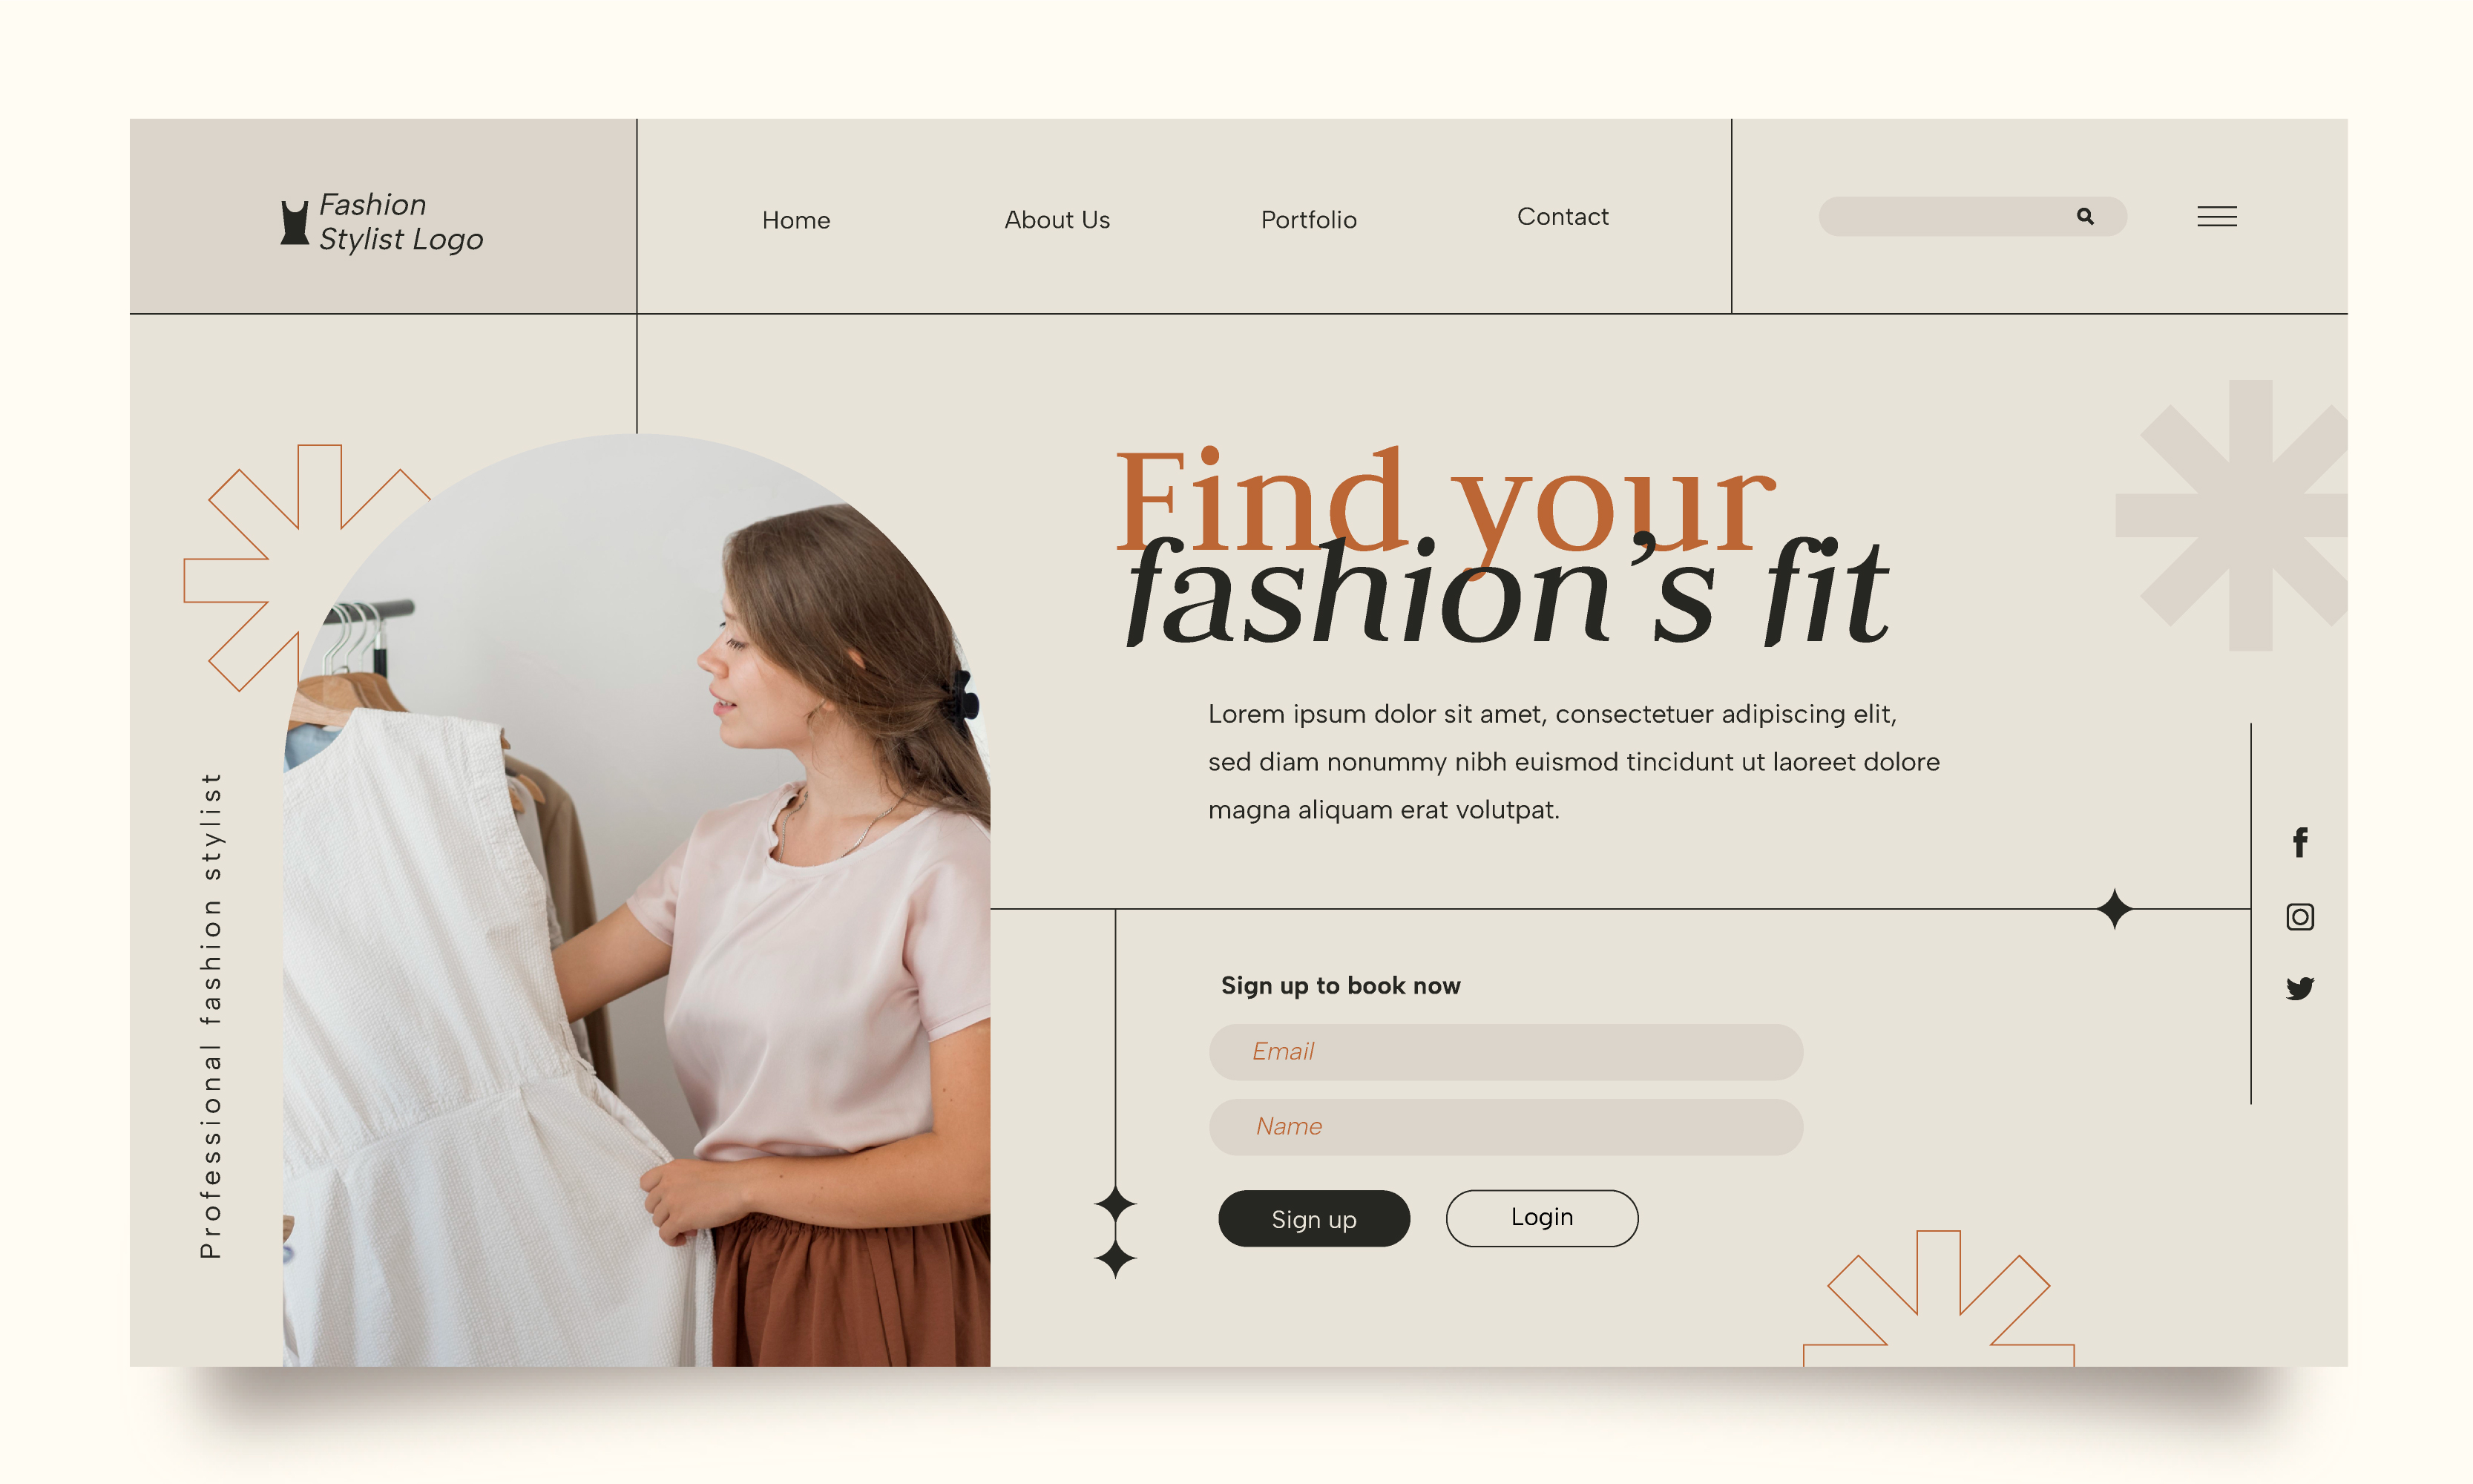 Fashion
Stylist Logo
Home
About Us
Portfolio
Contact
Find your
fashion’s fit
Lorem ipsum dolor sit amet, consectetuer adipiscing elit,
sed diam nonummy nibh euismod tincidunt ut laoreet dolore
magna aliquam erat volutpat.
Professional fashion stylist
Sign up to book now
Email
Name
Sign up
Login